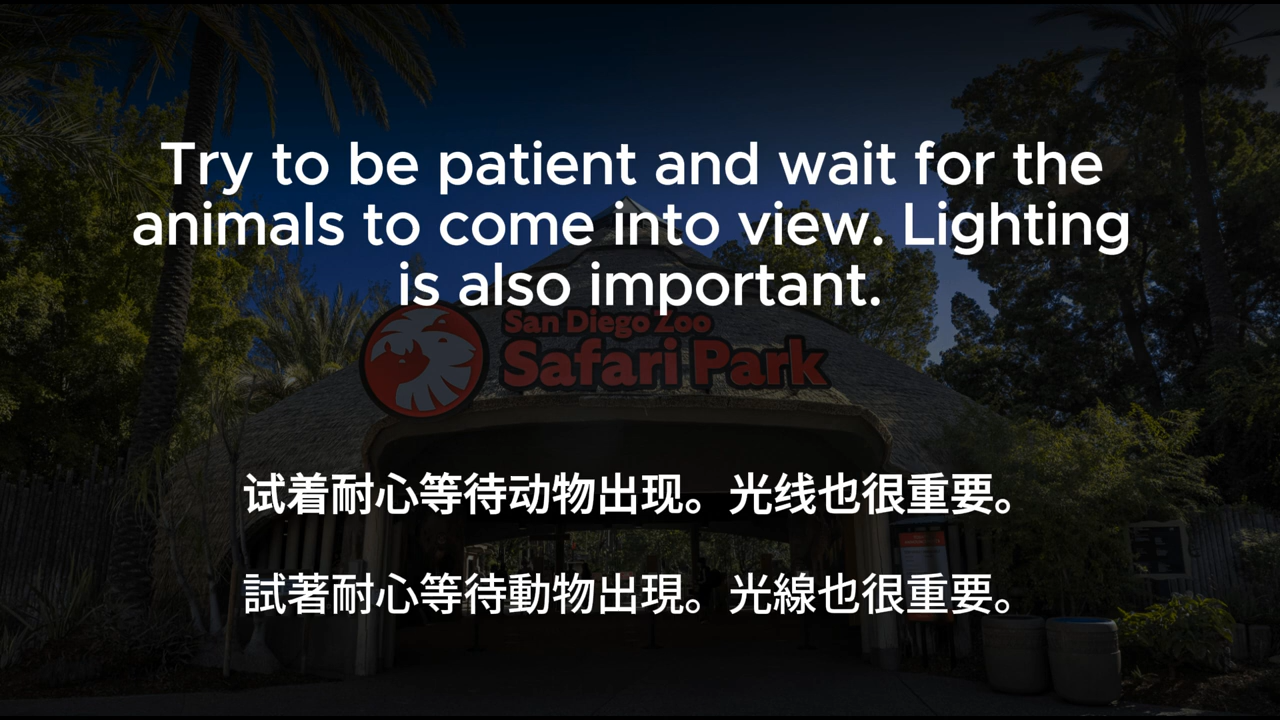 Try to be patient and wait for the
animals to come into view. Lighting
is also important.
San Diego Zoo
Safari Park
试着耐心等待动物出现。光线也很重要。
試著耐心等待動物出現。光線也很重要。